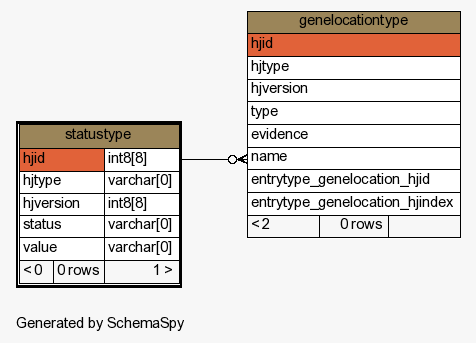 genelocationtype
hjid
hjtype
hjversion
type
evidence
name
entrytype_genelocation_hjid
entrytype_genelocation_hjindex
< 2 0 rows
statustype
hjid int8[8]
hjtype varchar[0]
hjversion int8[8]
status varchar[0]
value varchar[0]
< 0 0 rows 1 >
Generated by SchemaSpy